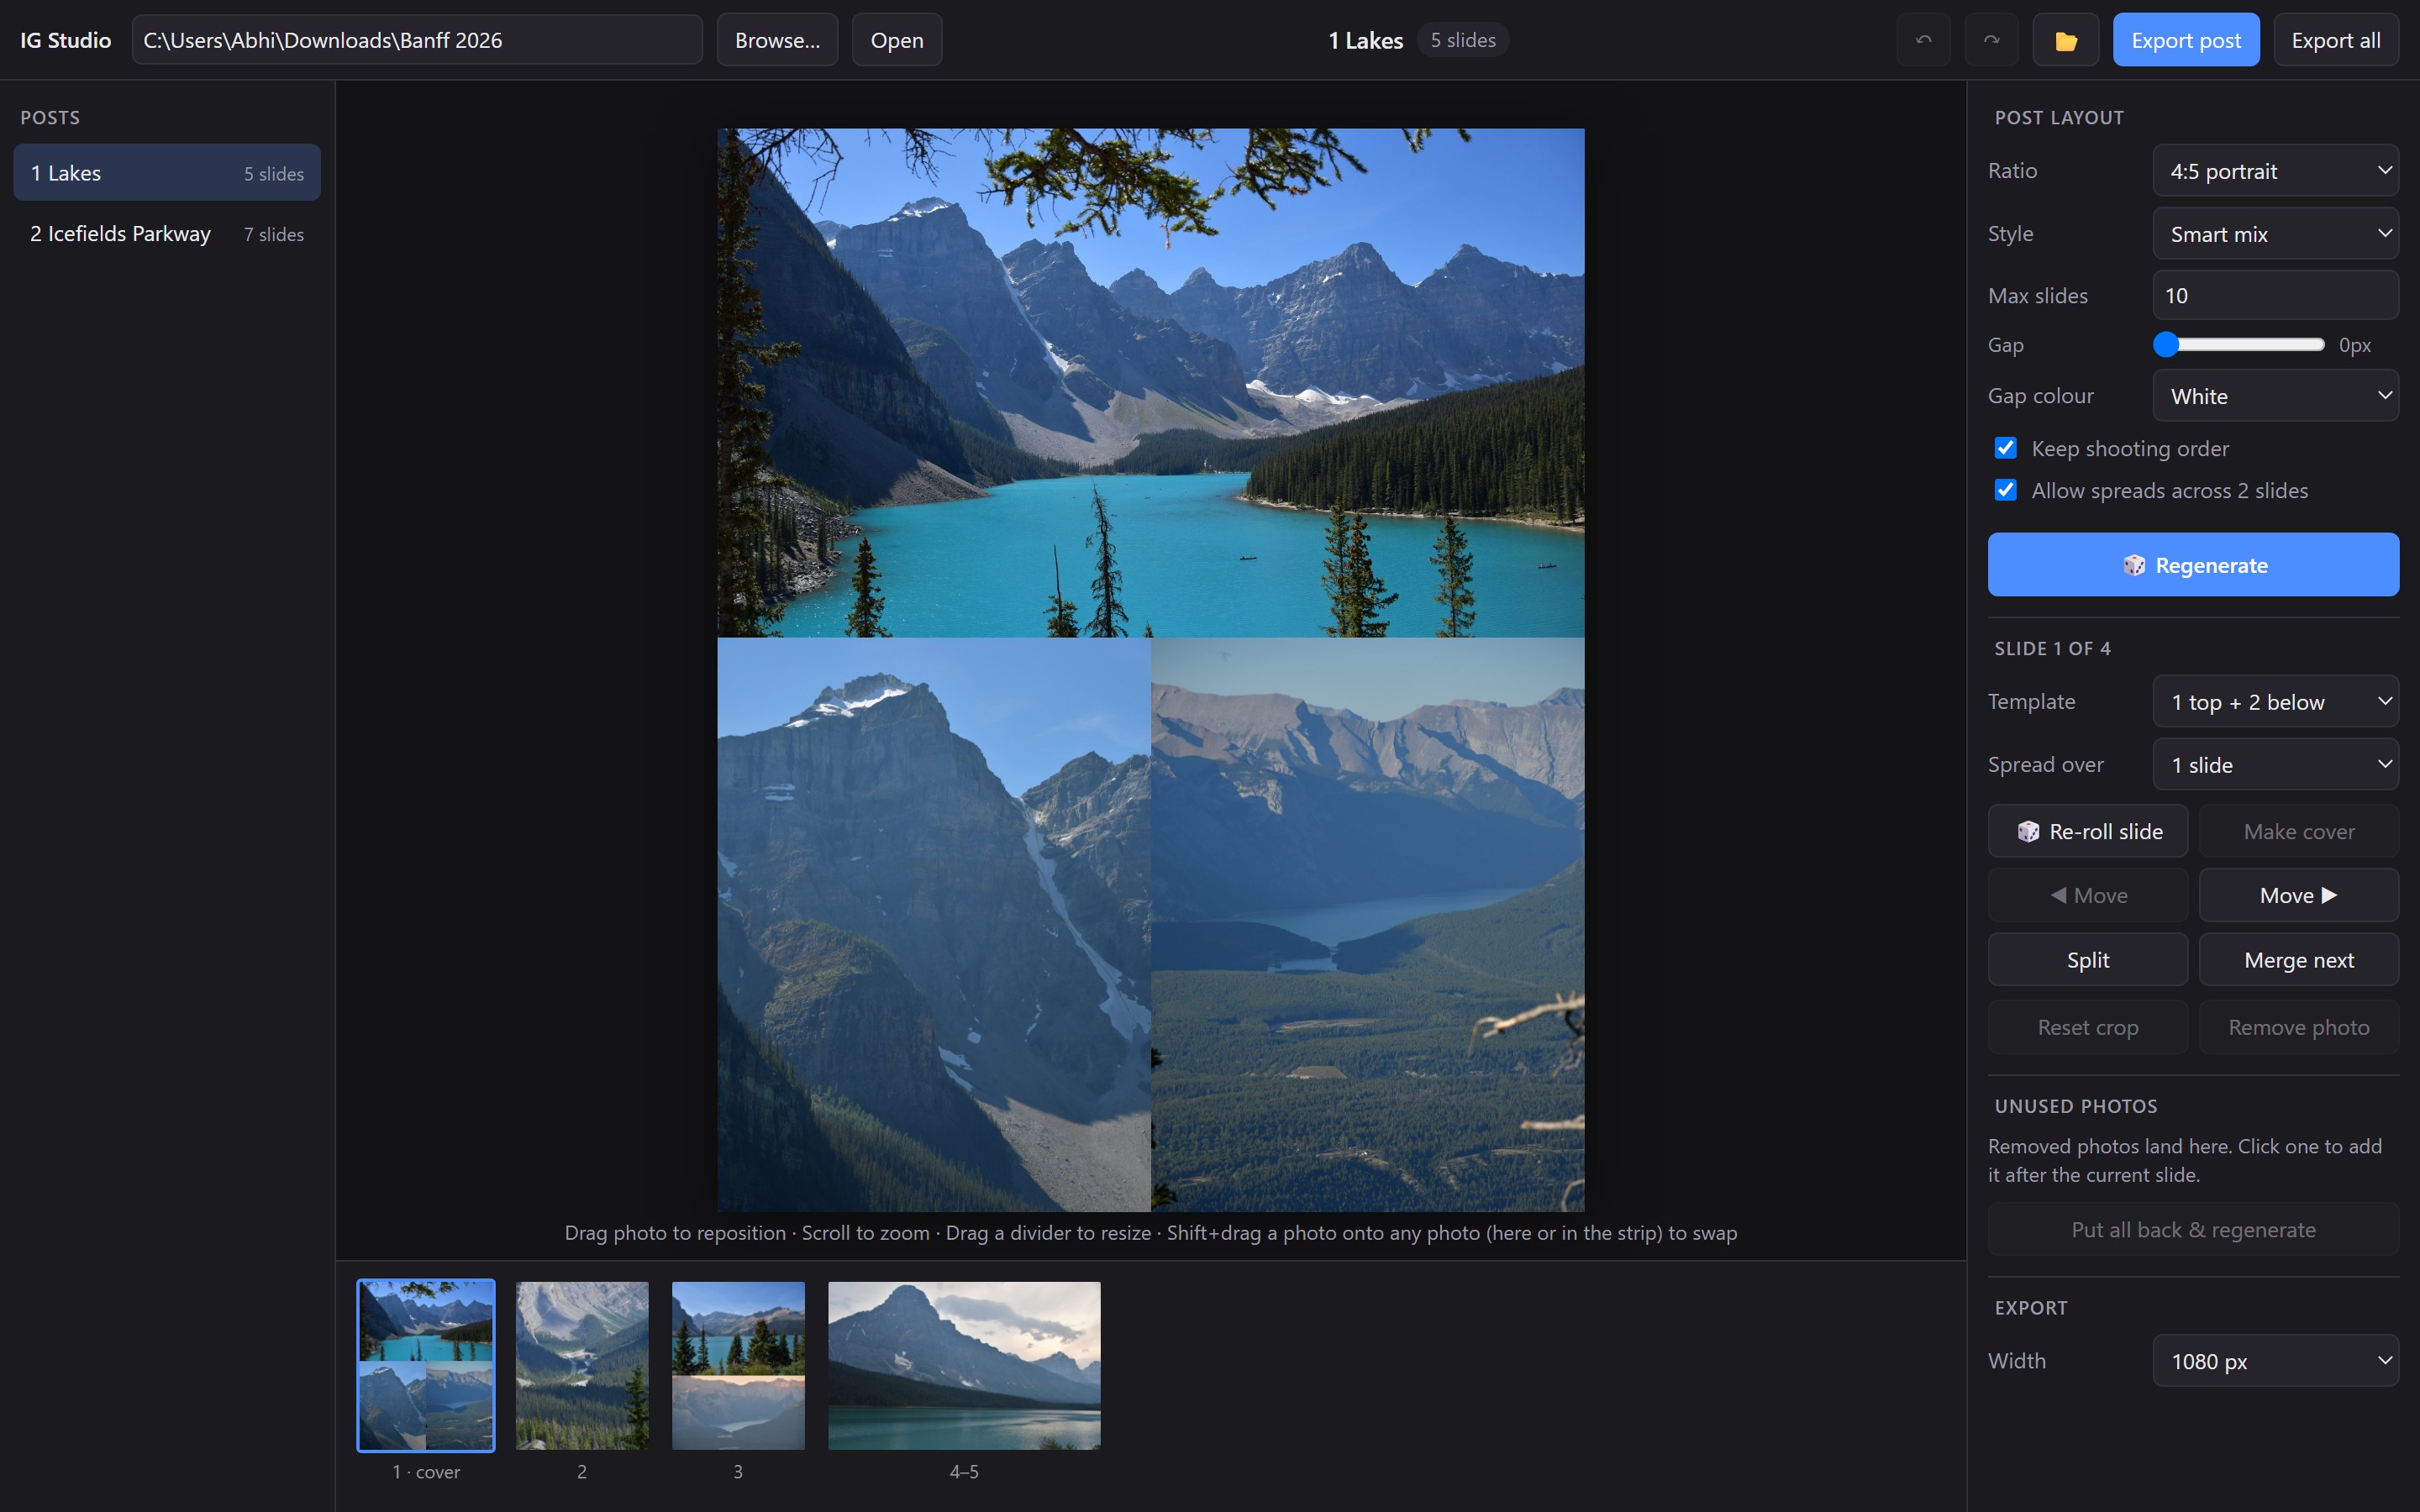 IG Studio
C:\Users\Abhi\Downloads\Banff 2026
Browse...
Open
1 Lakes
5 slides
Export post
Export all
POSTS
1 Lakes 5 slides
2 Icefields Parkway 7 slides
Drag photo to reposition · Scroll to zoom · Drag a divider to resize · Shift+drag a photo onto any photo (here or in the strip) to swap
1 · cover
2
3
4–5
POST LAYOUT
Ratio 4:5 portrait
Style Smart mix
Max slides 10
Gap 0px
Gap colour White
Keep shooting order
Allow spreads across 2 slides
Regenerate
SLIDE 1 OF 4
Template 1 top + 2 below
Spread over 1 slide
Re-roll slide
Make cover
◀ Move
Move ▶
Split
Merge next
Reset crop
Remove photo
UNUSED PHOTOS
Removed photos land here. Click one to add
it after the current slide.
Put all back & regenerate
EXPORT
Width 1080 px